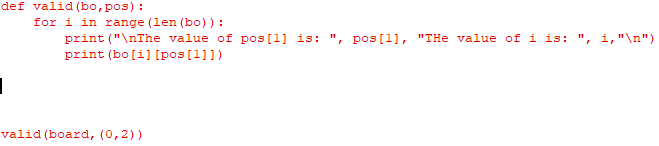 def valid(bo,pos):
    for i in range(len(bo)):
        print("\nThe value of pos[1] is: ", pos[1], "THe value of i is: ", i,"\n")
        print(bo[i][pos[1]])
valid(board,(0,2))